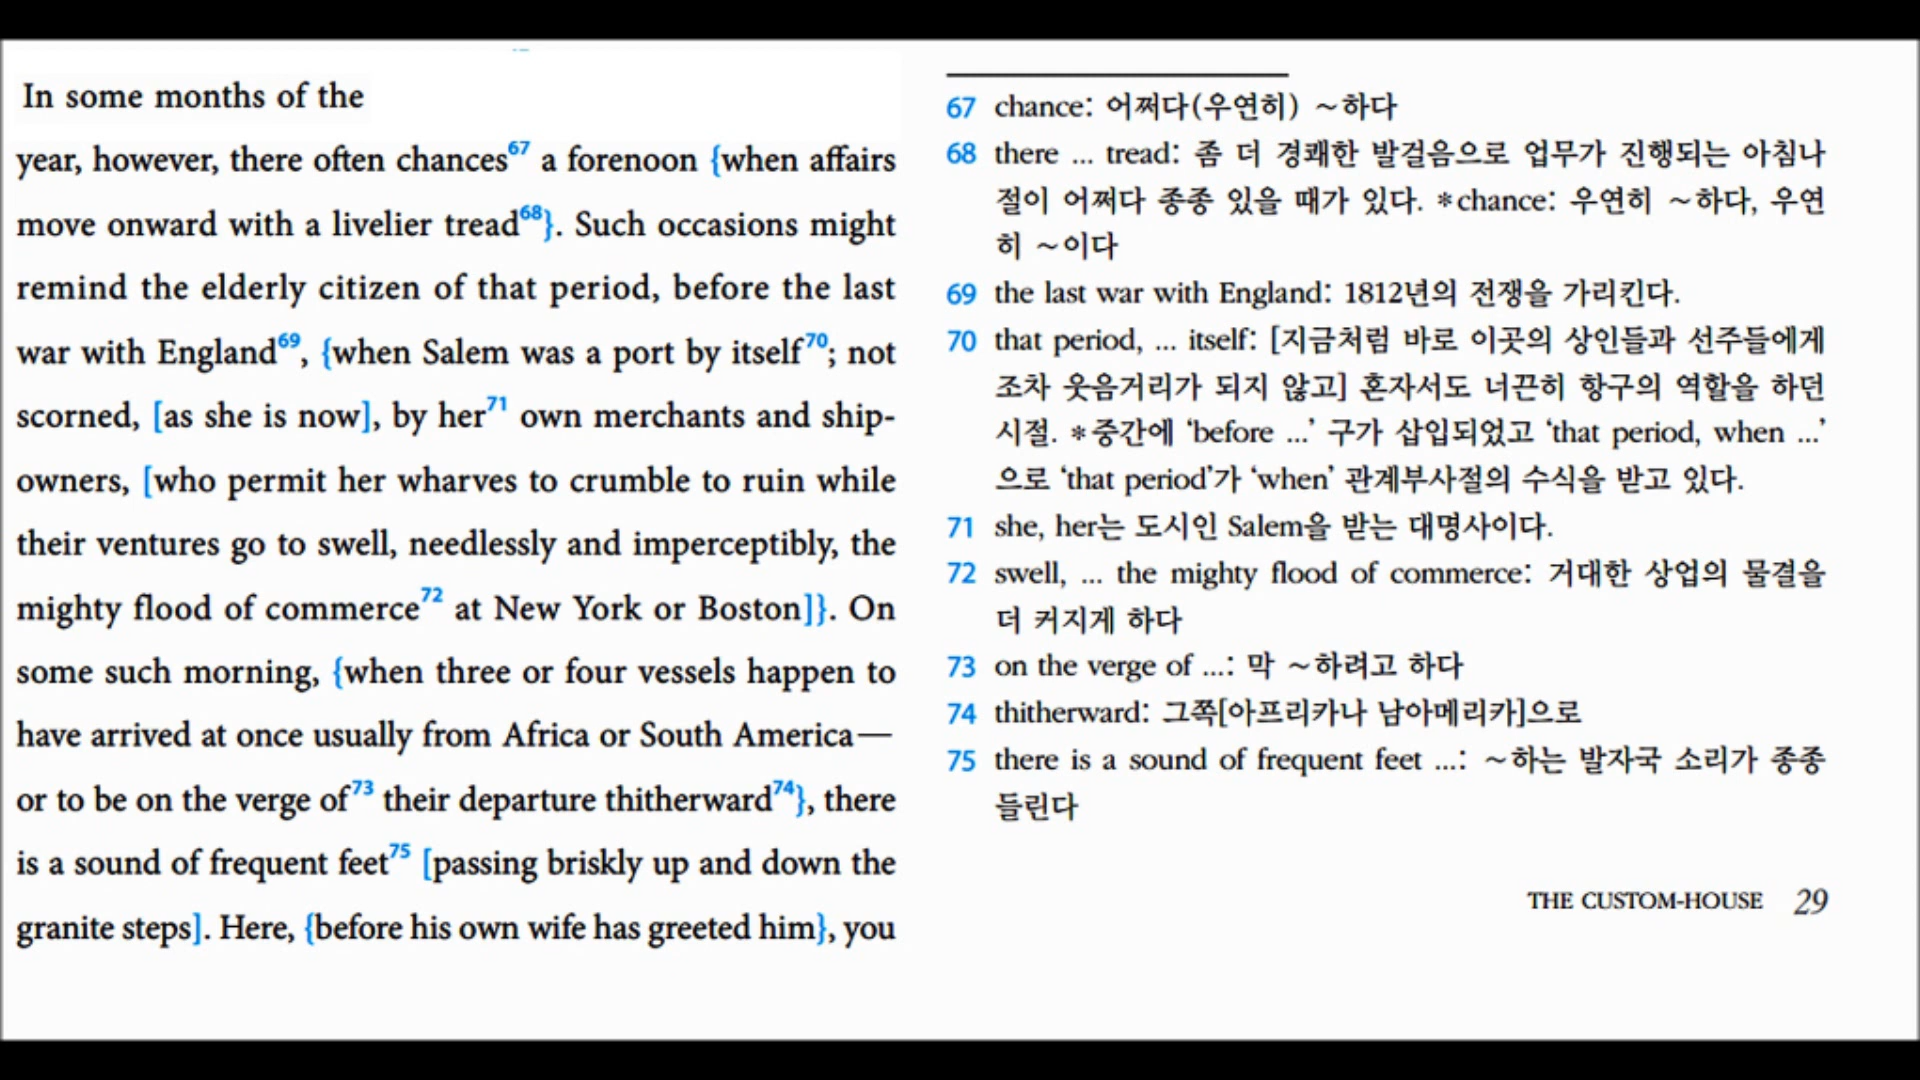 In some months of the
year, however, there often chances67 a forenoon {when affairs
move onward with a livelier tread68}. Such occasions might
remind the elderly citizen of that period, before the last
war with England69, {when Salem was a port by itself70; not
scorned, [as she is now], by her71 own merchants and ship-
owners, [who permit her wharves to crumble to ruin while
their ventures go to swell, needlessly and imperceptibly, the
mighty flood of commerce72 at New York or Boston]}. On
some such morning, {when three or four vessels happen to
have arrived at once usually from Africa or South America—
or to be on the verge of73 their departure thitherward74}, there
is a sound of frequent feet75 [passing briskly up and down the
granite steps]. Here, {before his own wife has greeted him}, you
67 chance: 어쩌다(우연히) ~하다
68 there ... tread: 좀 더 경쾌한 발걸음으로 업무가 진행되는 아침나
절이 어쩌다 종종 있을 때가 있다. *chance: 우연히 ~하다, 우연
히 ~이다
69 the last war with England: 1812년의 전쟁을 가리킨다.
70 that period, ... itself: [지금처럼 바로 이곳의 상인들과 선주들에게
조차 웃음거리가 되지 않고] 혼자서도 너끈히 항구의 역할을 하던
시절. *중간에 ‘before ...’ 구가 삽입되었고 ‘that period, when ...’
으로 ‘that period’가 ‘when’ 관계부사절의 수식을 받고 있다.
71 she, her는 도시인 Salem을 받는 대명사이다.
72 swell, ... the mighty flood of commerce: 거대한 상업의 물결을
더 커지게 하다
73 on the verge of ...: 막 ~하려고 하다
74 thitherward: 그쪽[아프리카나 남아메리카]으로
75 there is a sound of frequent feet ...: ~하는 발자국 소리가 종종
들린다
THE CUSTOM-HOUSE 29